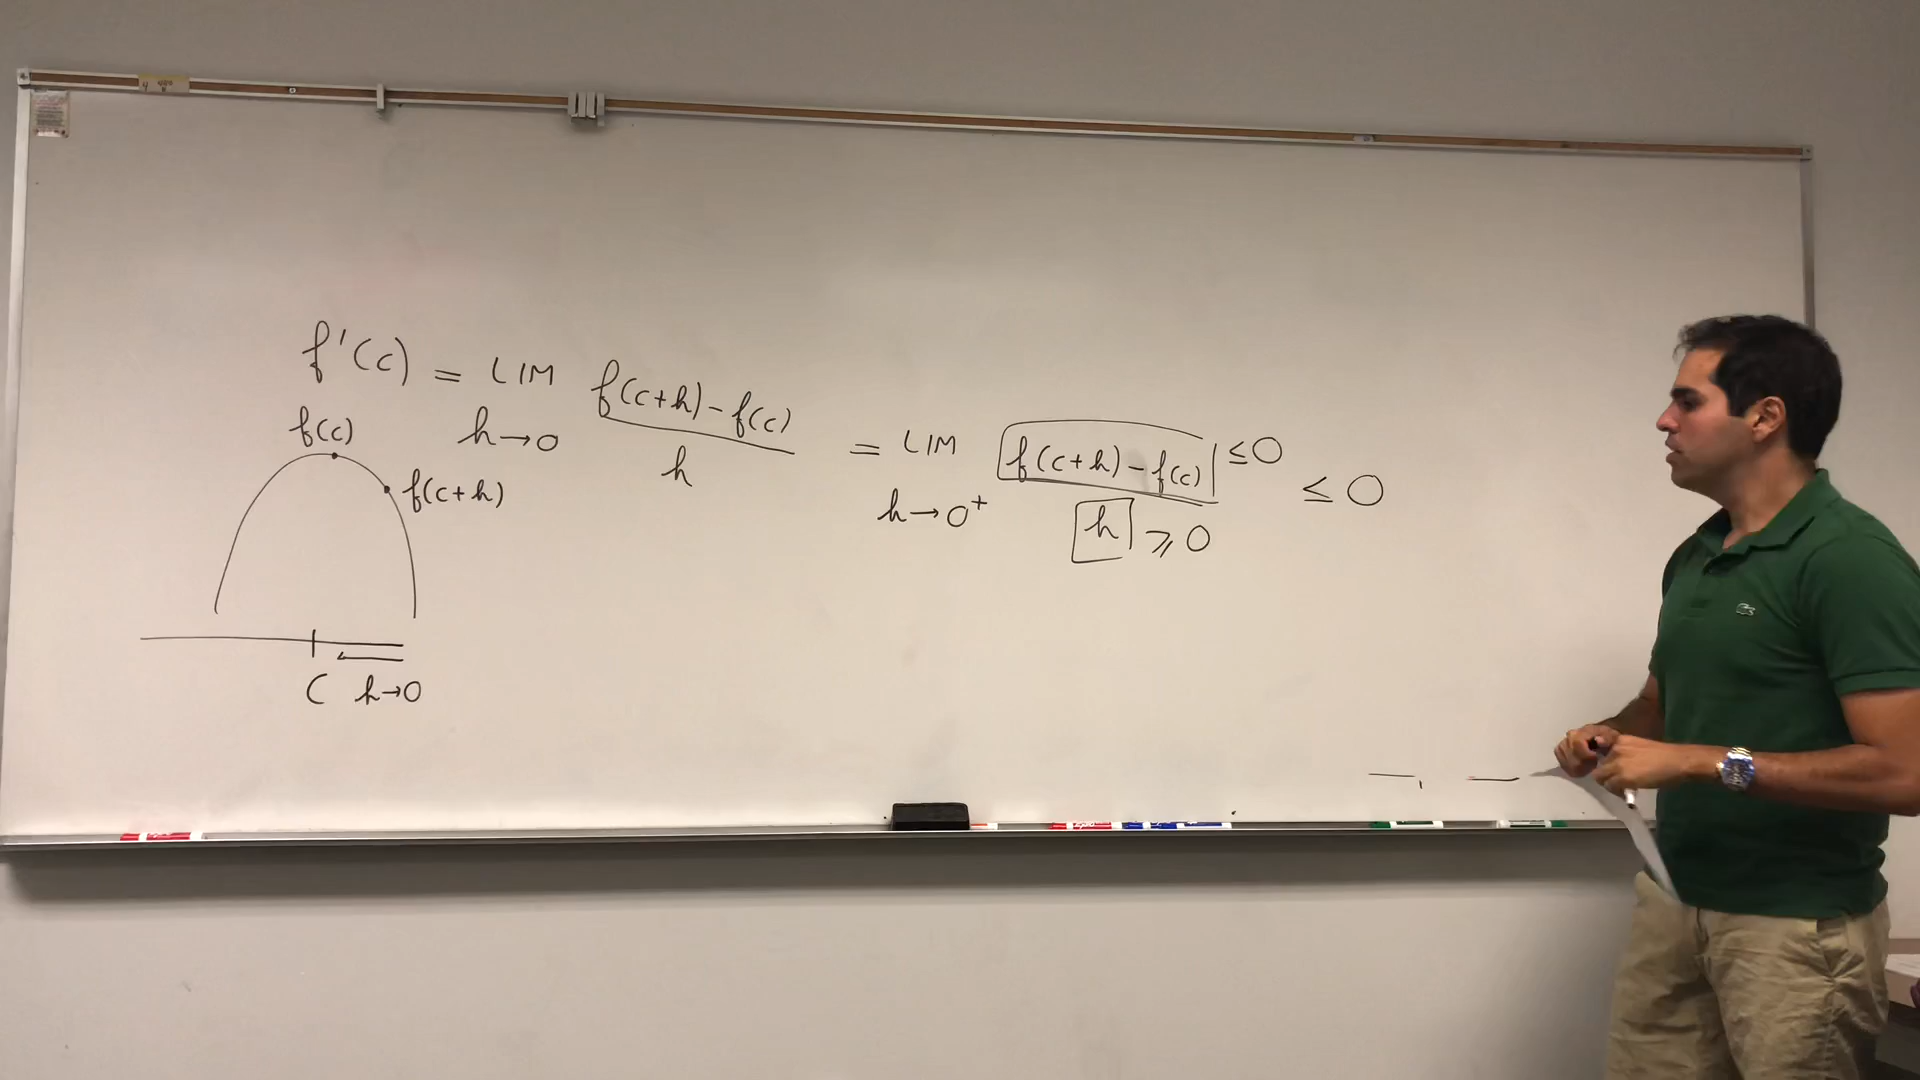 f'(c) = LIM h→0 f(c+h)-f(c) / h = LIM h→0⁺ f(c+h)-f(c) ≤0 / h ⩾ 0 ≤ 0
f(c)
f(c+h)
C h→0